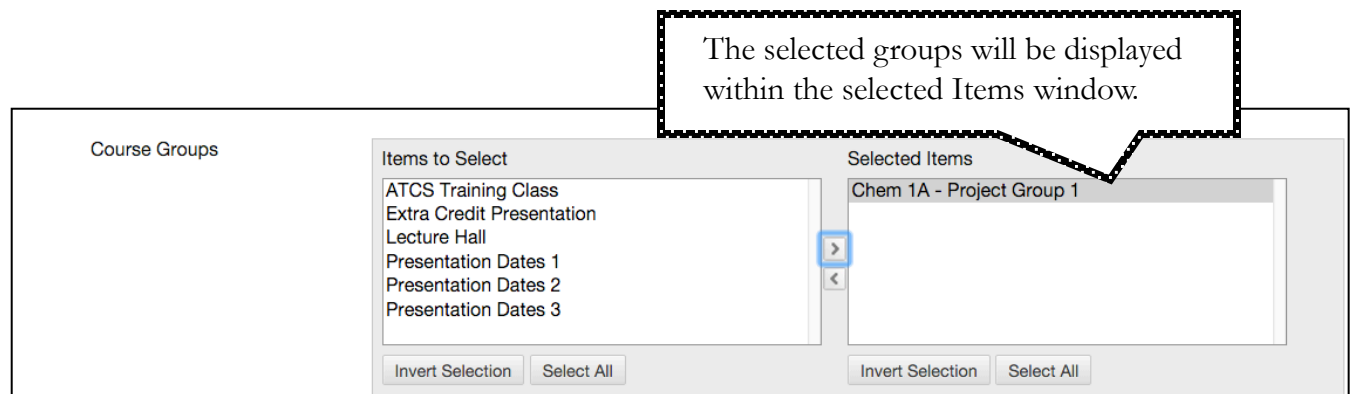 The selected groups will be displayed
within the selected Items window.
Course Groups
Items to Select
ATCS Training Class
Extra Credit Presentation
Lecture Hall
Presentation Dates 1
Presentation Dates 2
Presentation Dates 3
Invert Selection
Select All
>
<
Selected Items
Chem 1A - Project Group 1
Invert Selection
Select All